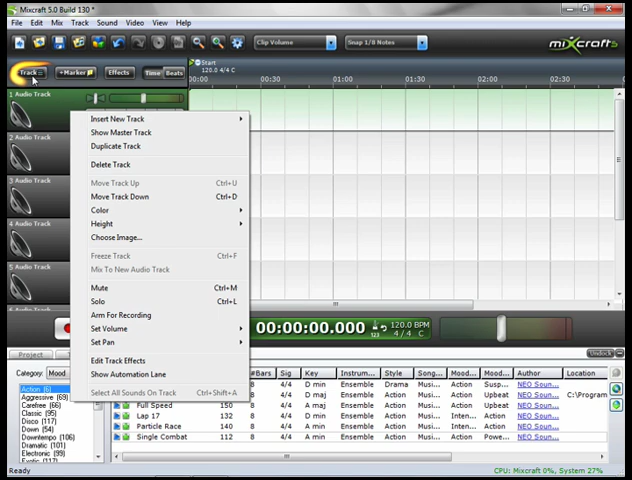 Mixcraft 5.0 Build 130 *
File Edit Mix Track Sound Video View Help
Clip Volume
Snap 1/8 Notes
mixcraft5
Track
+Marker
Effects
Time Beats
Start
120.0 4/4 C
00:00 00:30 01:00 01:30 02:00 02:30
1 Audio Track
2 Audio Track
3 Audio Track
4 Audio Track
5 Audio Track
Insert New Track
Show Master Track
Duplicate Track
Delete Track
Move Track Up Ctrl+U
Move Track Down Ctrl+D
Color
Height
Choose Image...
Freeze Track Ctrl+F
Mix To New Audio Track
Mute Ctrl+M
Solo Ctrl+L
Arm For Recording
Set Volume
Set Pan
Edit Track Effects
Show Automation Lane
Select All Sounds On Track Ctrl+Shift+A
00:00:00.000
123
120.0 BPM
4 / 4 C
Project
Undock
Category: Mood
#Bars Sig Key Instrum... Style Song... Mood... Mood... Author Location
Action (6)
Aggressive (69)
Carefree (66)
Classic (95)
Disco (77)
Down (54)
Downtempo (106)
Dramatic (101)
Electronic (99)
8 4/4 D min Ensemble Drama Musi... Action Susp... NEO Soun...
8 4/4 D maj Ensemble Action Musi... Action Upbeat NEO Soun... C:\Program
Full Speed 150 8 4/4 D maj Ensemble Action Musi... Action Upbeat NEO Soun...
Lap 17 138 8 4/4 D min Ensemble Action Musi... Inten... Action NEO Soun...
Particle Race 140 8 4/4 D min Ensemble Action Musi... Inten... Action NEO Soun...
Single Combat 112 8 4/4 A min Ensemble Action Musi... Action Powe... NEO Soun...
Ready
CPU: Mixcraft 0%, System 27%